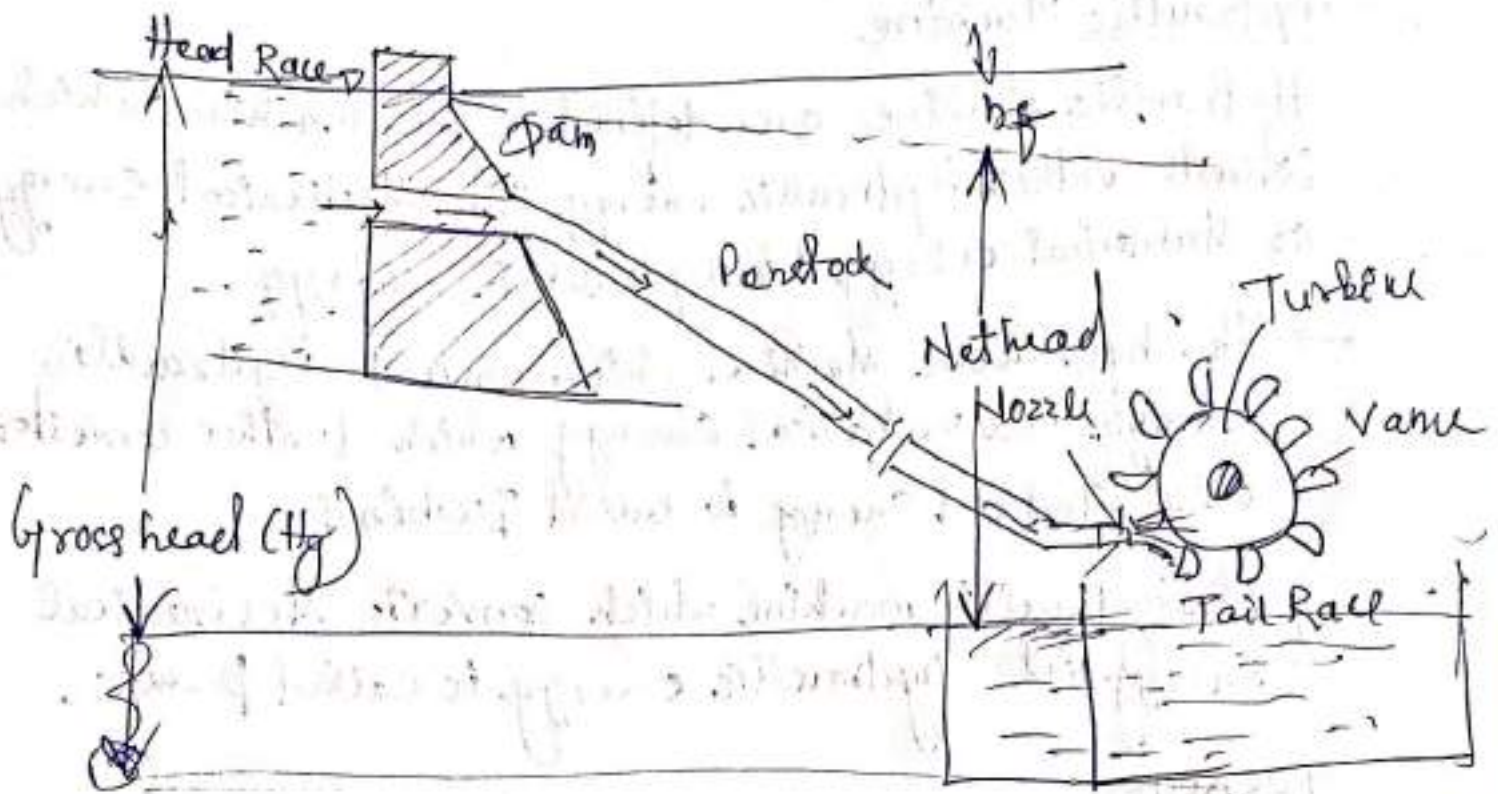 Head Race
Dam
hf
Penstock
Turbine
Net head
Nozzle
Vane
Gross head (Hg)
Tail Race